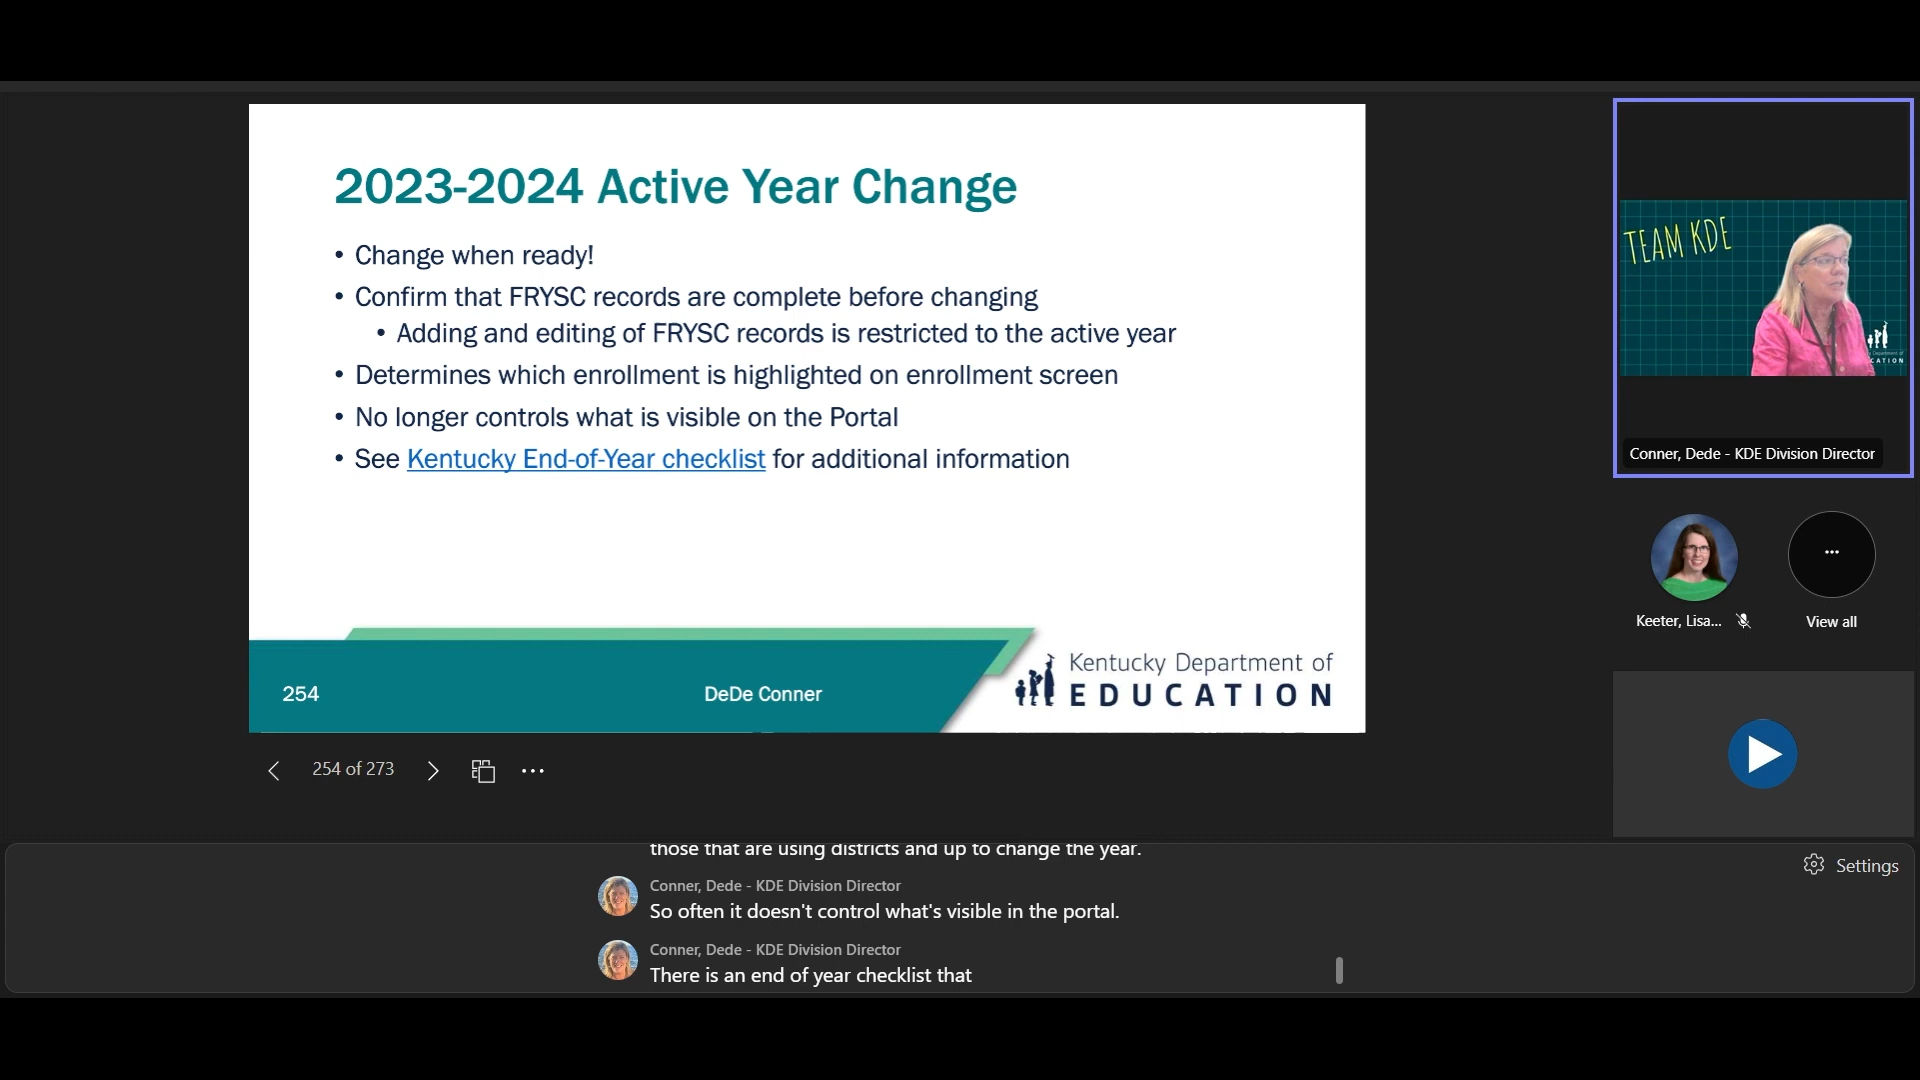 2023-2024 Active Year Change
• Change when ready!
• Confirm that FRYSC records are complete before changing
• Adding and editing of FRYSC records is restricted to the active year
• Determines which enrollment is highlighted on enrollment screen
• No longer controls what is visible on the Portal
• See Kentucky End-of-Year checklist for additional information
254
DeDe Conner
Kentucky Department of
EDUCATION
254 of 273
TEAM KDE
Conner, Dede - KDE Division Director
Keeter, Lisa...
View all
those that are using districts and up to change the year.
Conner, Dede - KDE Division Director
So often it doesn't control what's visible in the portal.
Conner, Dede - KDE Division Director
There is an end of year checklist that
Settings